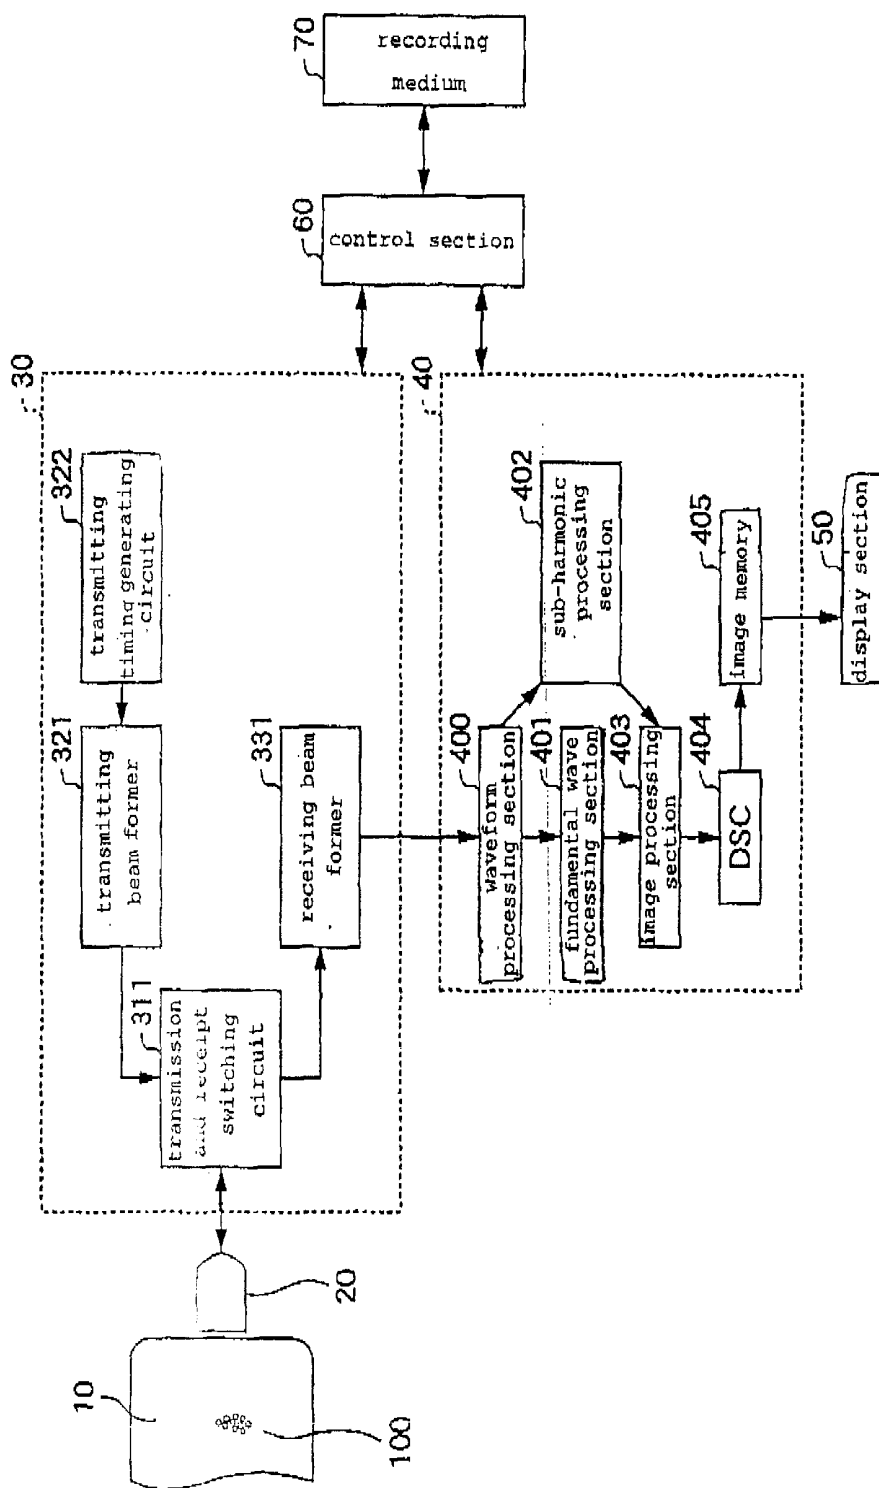 70
recording
medium
60
control section
30
322
transmitting
timing generating
circuit
321
transmitting
beam former
311
transmission
and receipt
switching
circuit
331
receiving beam
former
20
10
100
40
402
sub-harmonic
processing
section
400
waveform
processing section
401
fundamental wave
processing section
403
image processing
section
404
DSC
405
image memory
50
display section